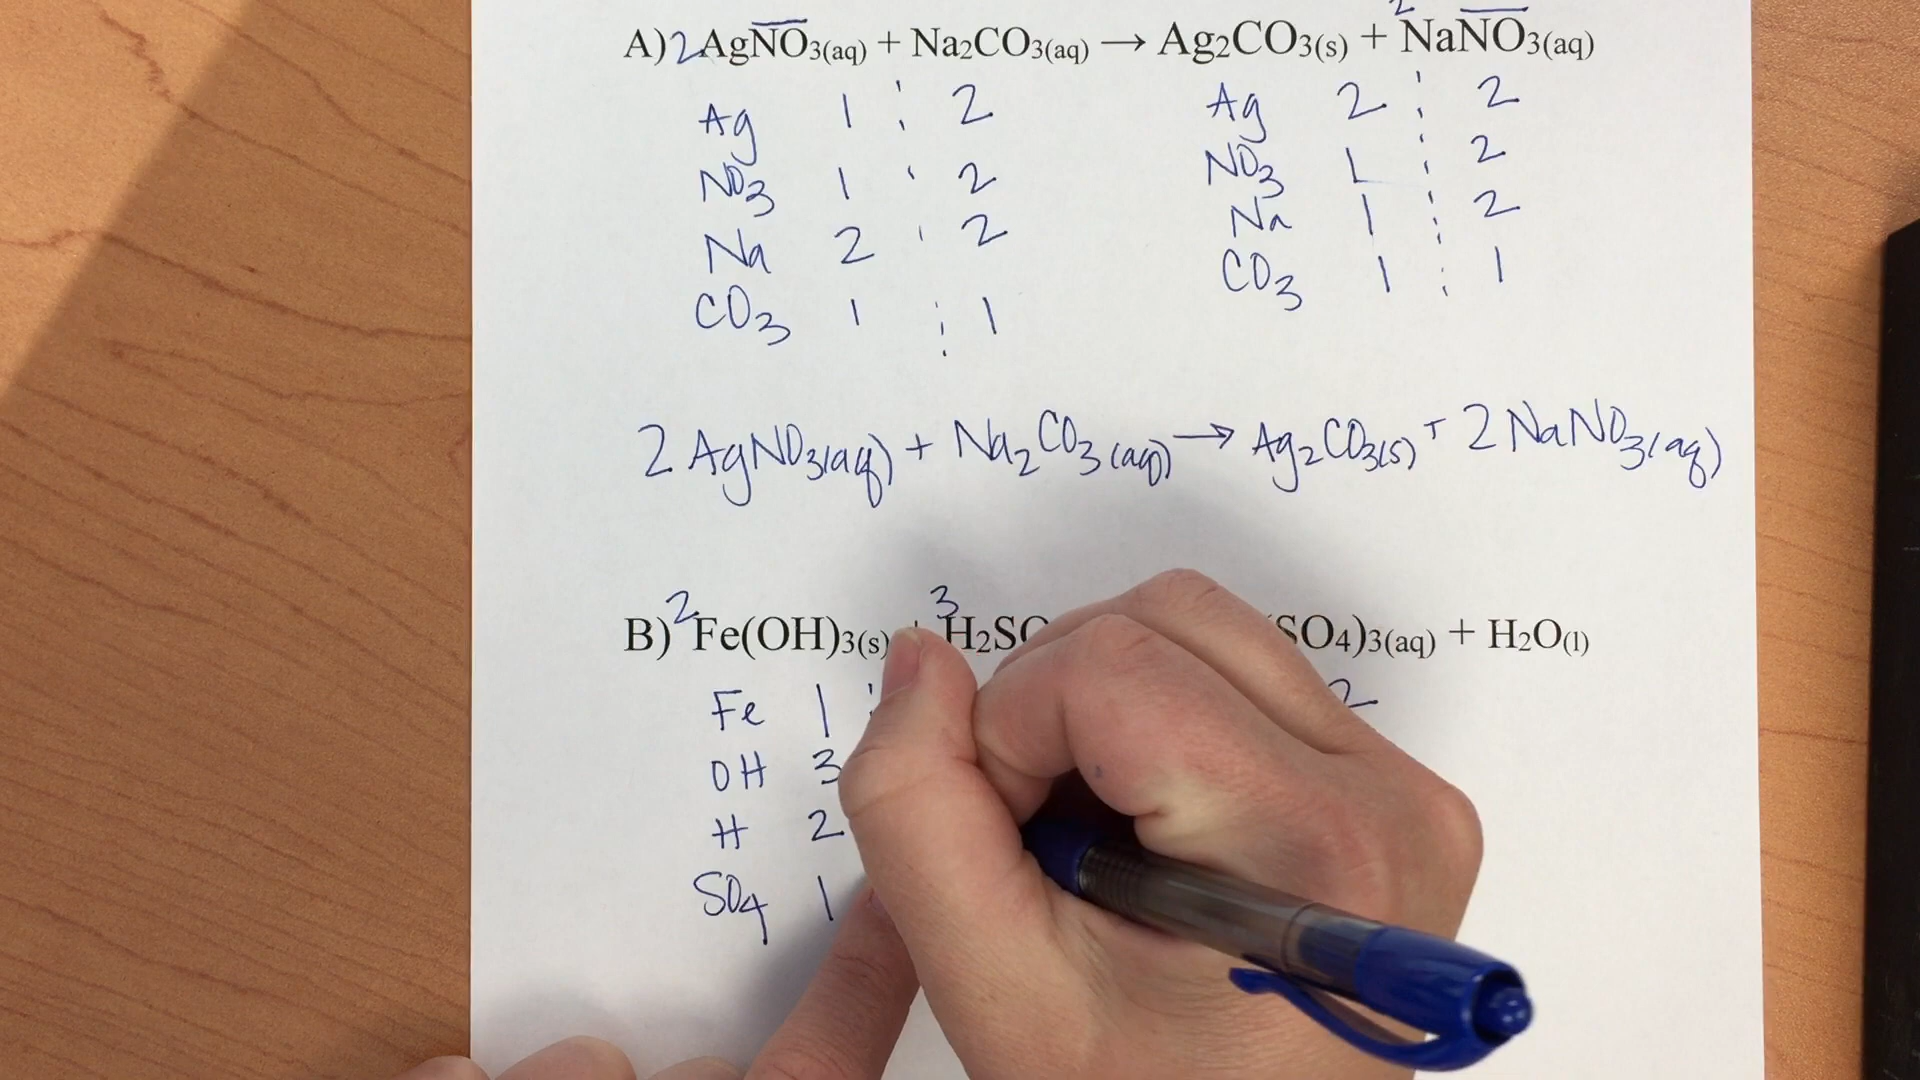 A) 2 AgNO3(aq) + Na2CO3(aq) → Ag2CO3(s) + 2 NaNO3(aq)
Ag 1 2 Ag 2 2
NO3 1 2 NO3 1 2
Na 2 2 Na 1 2
CO3 1 1 CO3 1 1
2 AgNO3(aq) + Na2CO3(aq) → Ag2CO3(s) + 2 NaNO3(aq)
B) 2 Fe(OH)3(s) + 3 H2SO SO4)3(aq) + H2O(l)
Fe 1 2
OH 3
H 2
SO4 1